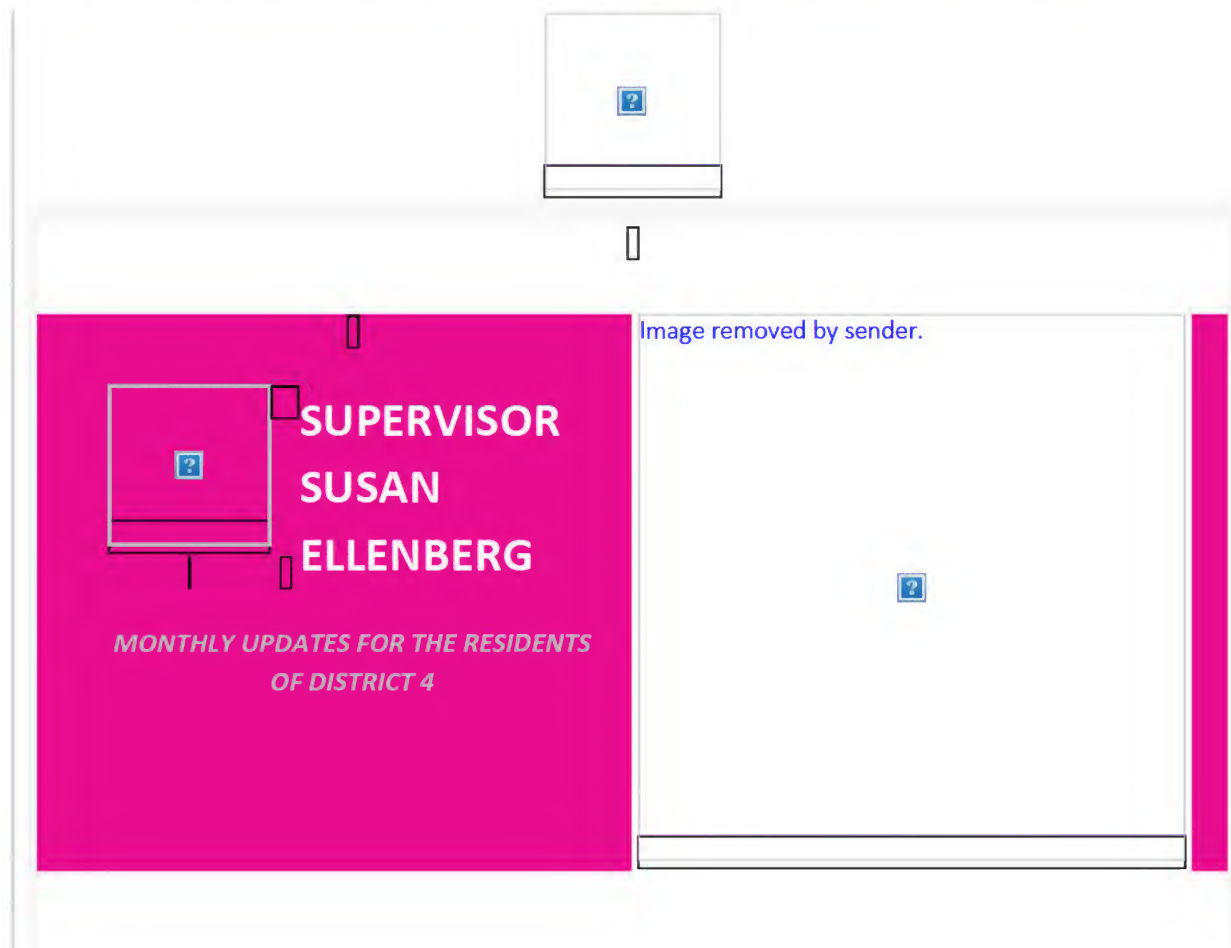 Image removed by sender.
SUPERVISOR
SUSAN
ELLENBERG
MONTHLY UPDATES FOR THE RESIDENTS
OF DISTRICT 4